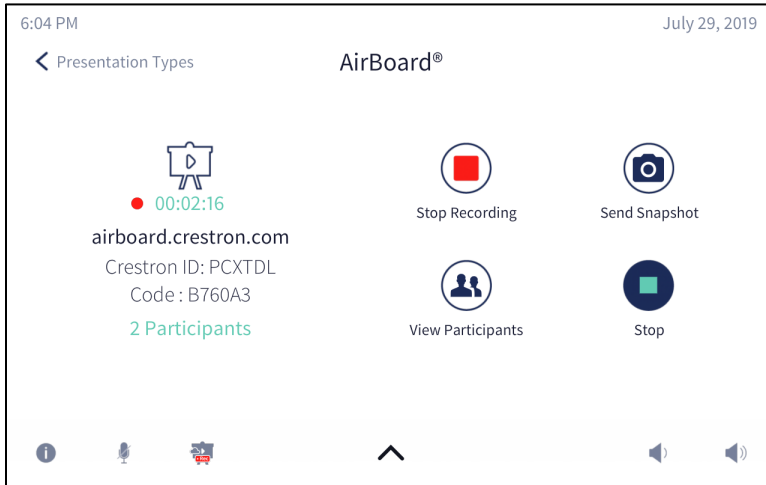 6:04 PM
July 29, 2019
Presentation Types
AirBoard®
00:02:16
airboard.crestron.com
Crestron ID: PCXTDL
Code : B760A3
2 Participants
Stop Recording
Send Snapshot
View Participants
Stop
Rec